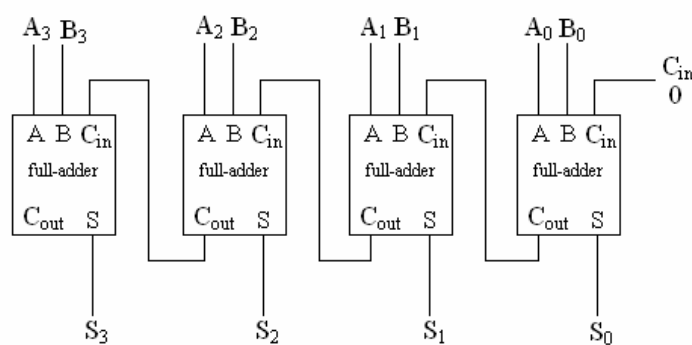 A3 B3 A2 B2 A1 B1 A0 B0
Cin
0
A B Cin A B Cin A B Cin A B Cin
full-adder full-adder full-adder full-adder
Cout S Cout S Cout S Cout S
S3 S2 S1 S0